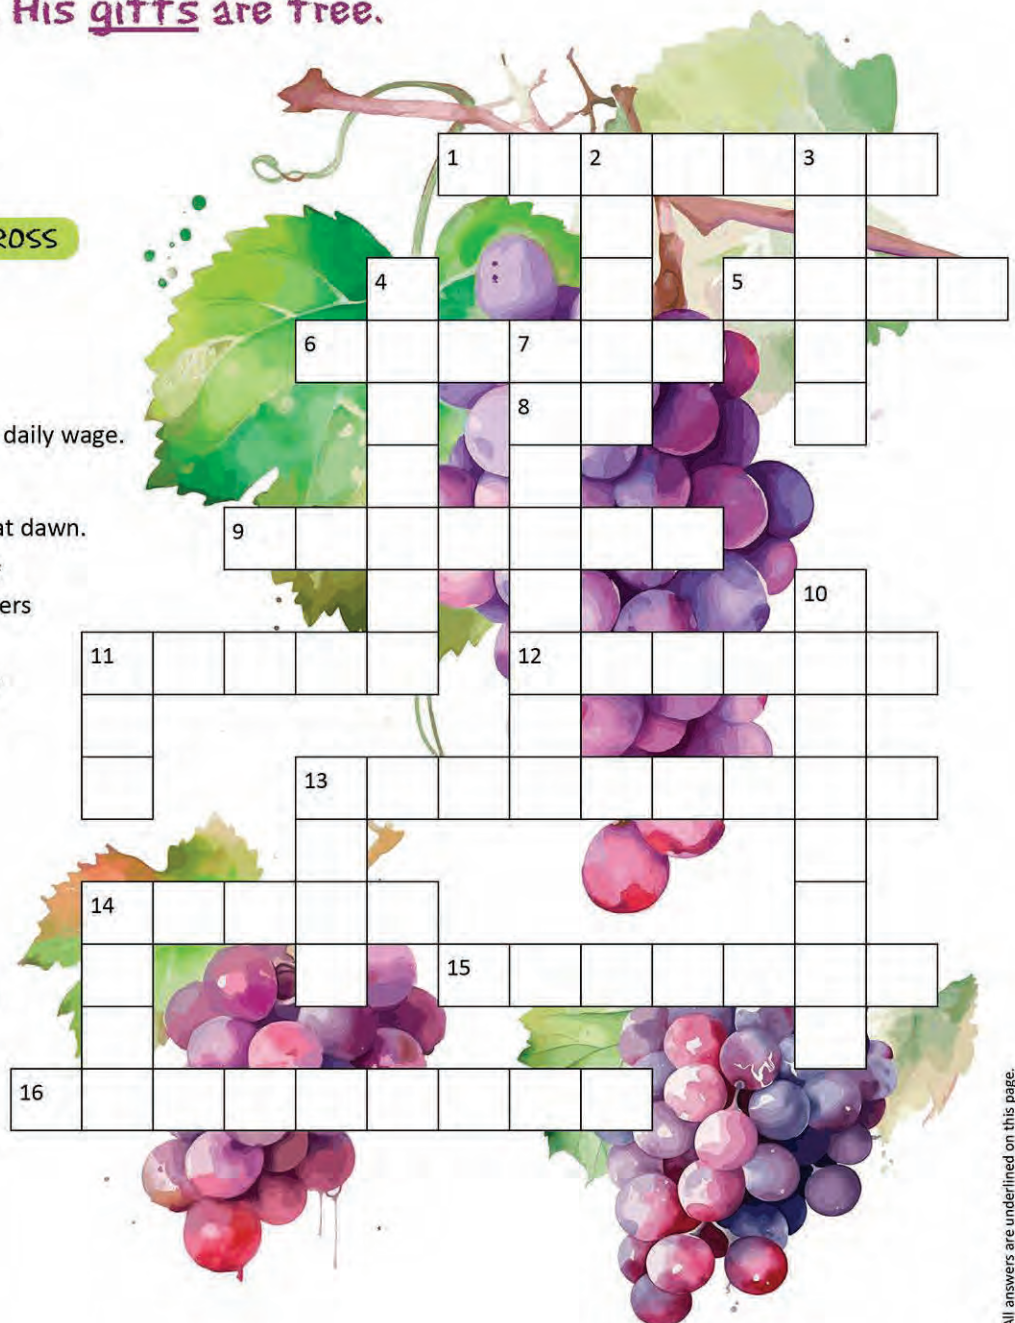 His gifts are free.
ROSS
daily wage.
at dawn.
ers
1 2 3
4 5
6 7
8
9
10
11 12
13
14
15
16
All answers are underlined on this page.